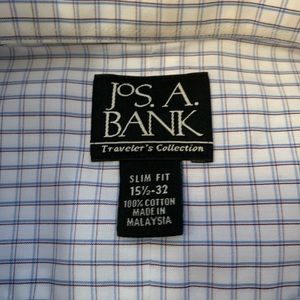 JOS. A.
BANK
Traveler's Collection
SLIM FIT
15½-32
100% COTTON
MADE IN
MALAYSIA